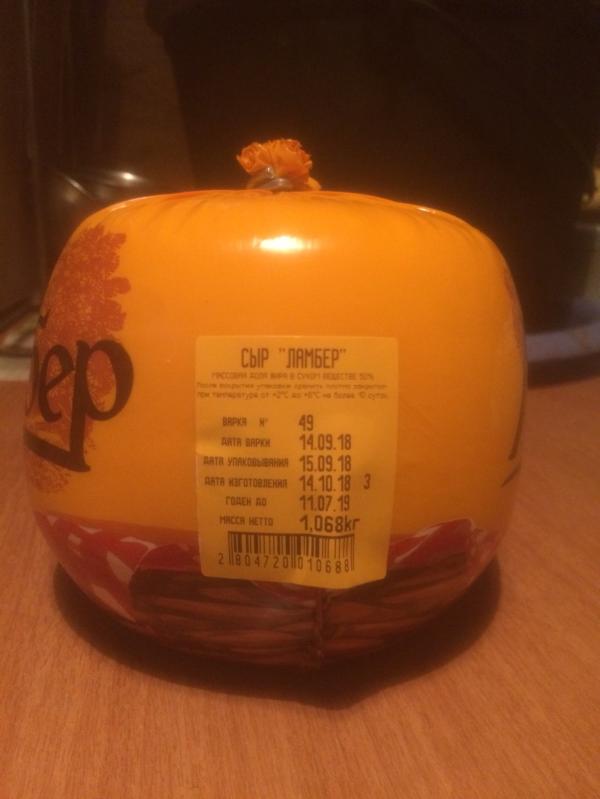 бер
СЫР "ЛАМБЕР"
МАССОВАЯ ДОЛЯ ЖИРА В СУХОМ ВЕЩЕСТВЕ 50%
После вскрытия упаковки хранить плотно закрытой
при температуре от +2°С до +6°С не более 10 суток.
ВАРКА № 49
ДАТА ВАРКИ 14.09.18
ДАТА УПАКОВЫВАНИЯ 15.09.18
ДАТА ИЗГОТОВЛЕНИЯ 14.10.18 3
ГОДЕН ДО 11.07.19
МАССА НЕТТО 1,068кг
2 804720 010688